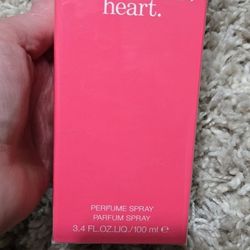 heart.
PERFUME SPRAY
PARFUM SPRAY
3.4 FL.OZ.LIQ./100 ml ℮